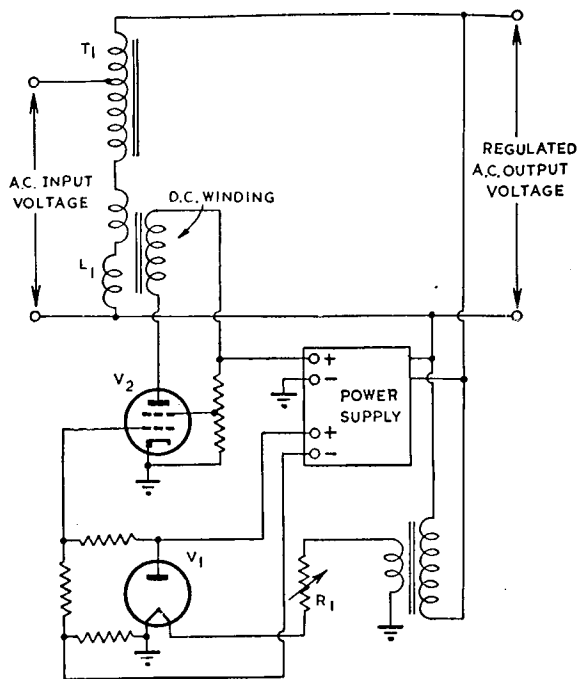 T1
A.C. INPUT
VOLTAGE
D.C. WINDING
L1
REGULATED
A.C. OUTPUT
VOLTAGE
V2
+
-
POWER
SUPPLY
+
-
V1
R1